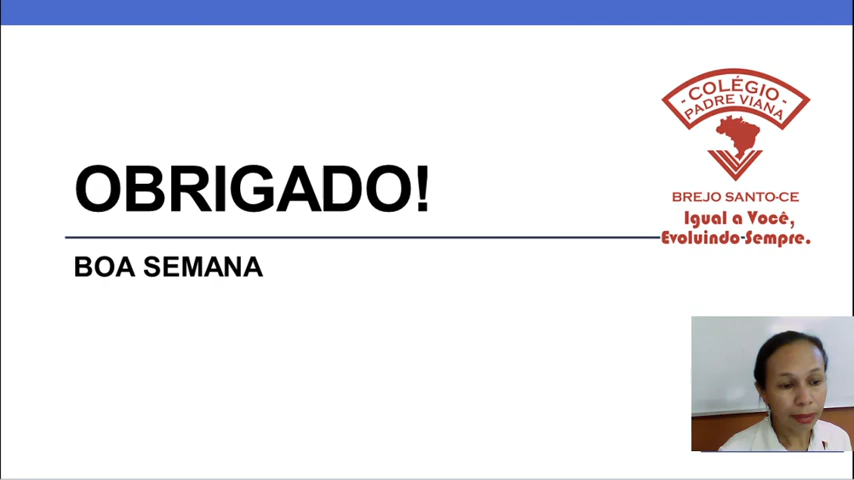 OBRIGADO!
BOA SEMANA
- COLÉGIO -
PADRE VIANA
BREJO SANTO-CE
Igual a Você,
Evoluindo-Sempre.